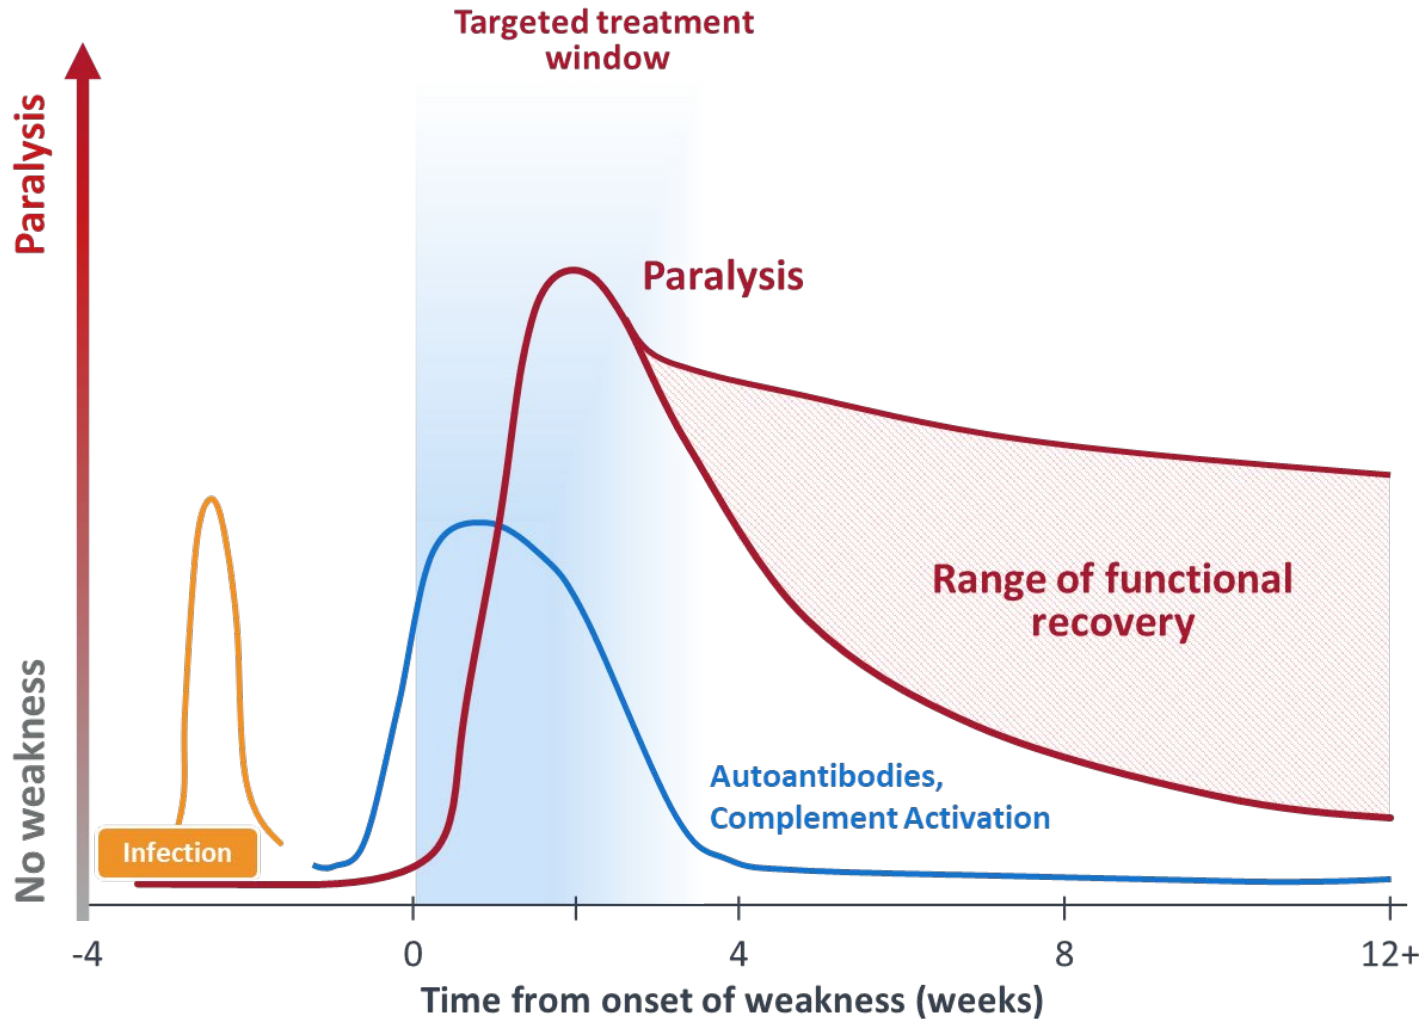 Targeted treatment
window
Paralysis
No weakness
Paralysis
Range of functional
recovery
Autoantibodies,
Complement Activation
Infection
-4
0
4
8
12+
Time from onset of weakness (weeks)